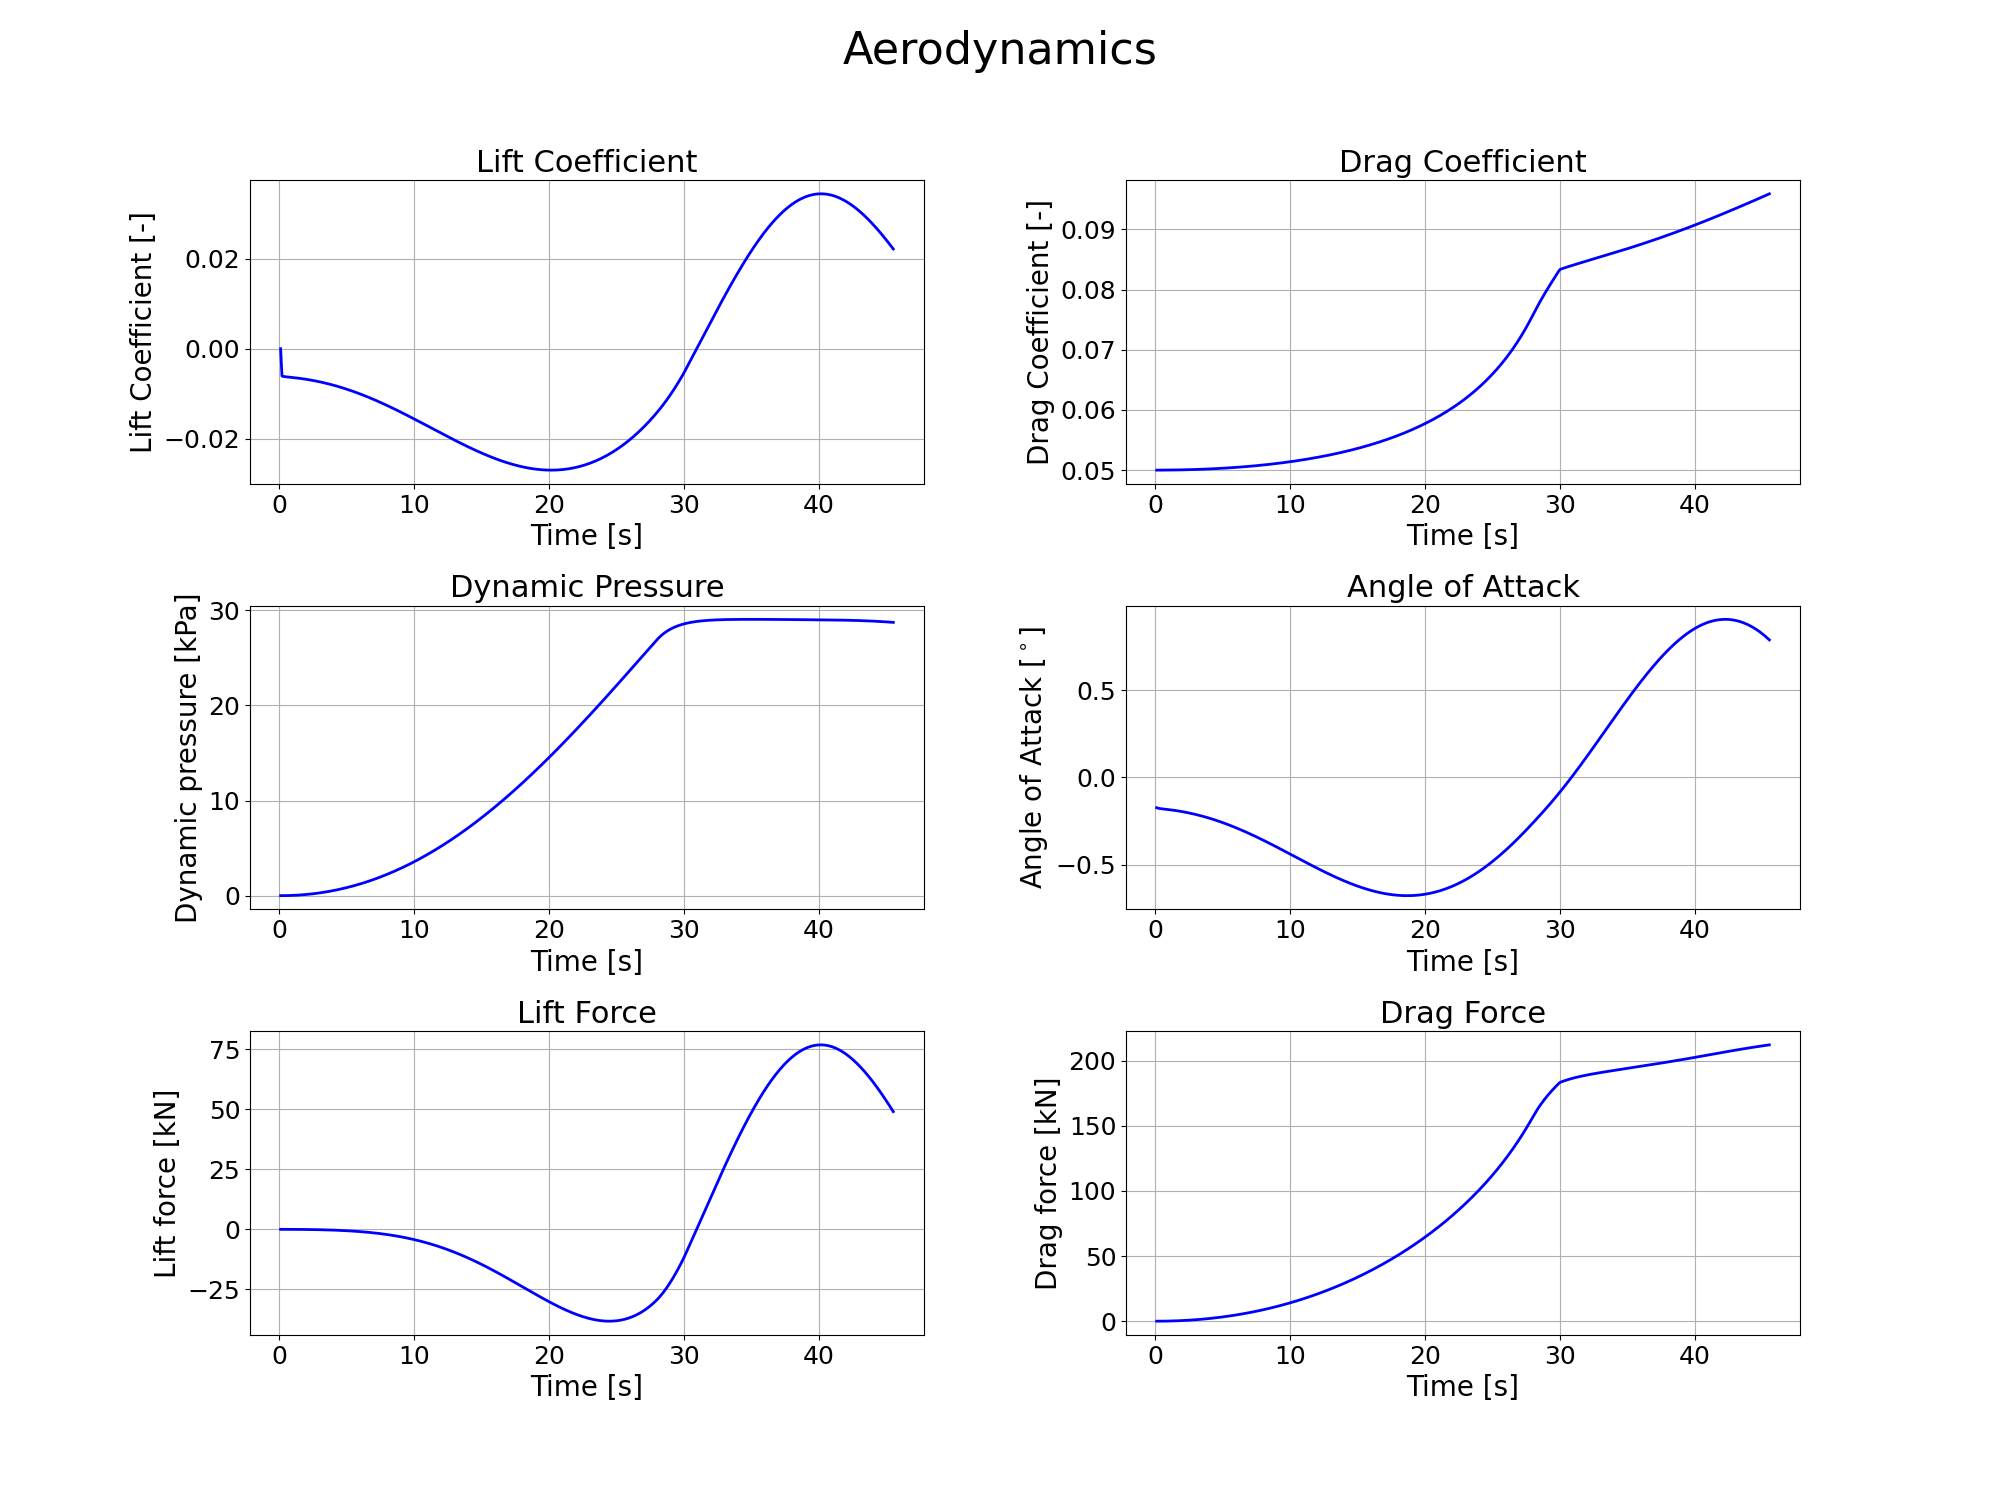 Aerodynamics
Lift Coefficient
Lift Coefficient [-]
0.02
0.00
−0.02
0 10 20 30 40
Time [s]
Drag Coefficient
Drag Coefficient [-]
0.09
0.08
0.07
0.06
0.05
0 10 20 30 40
Time [s]
Dynamic Pressure
Dynamic pressure [kPa]
30
20
10
0
0 10 20 30 40
Time [s]
Angle of Attack
Angle of Attack [ ° ]
0.5
0.0
−0.5
0 10 20 30 40
Time [s]
Lift Force
Lift force [kN]
75
50
25
0
−25
0 10 20 30 40
Time [s]
Drag Force
Drag force [kN]
200
150
100
50
0
0 10 20 30 40
Time [s]